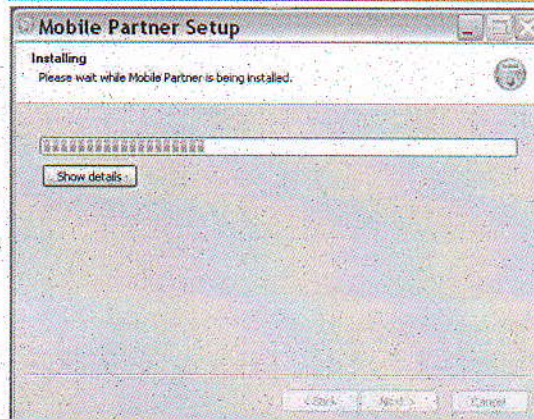 Mobile Partner Setup
Installing
Please wait while Mobile Partner is being installed.
Show details
< Back
Next >
Cancel